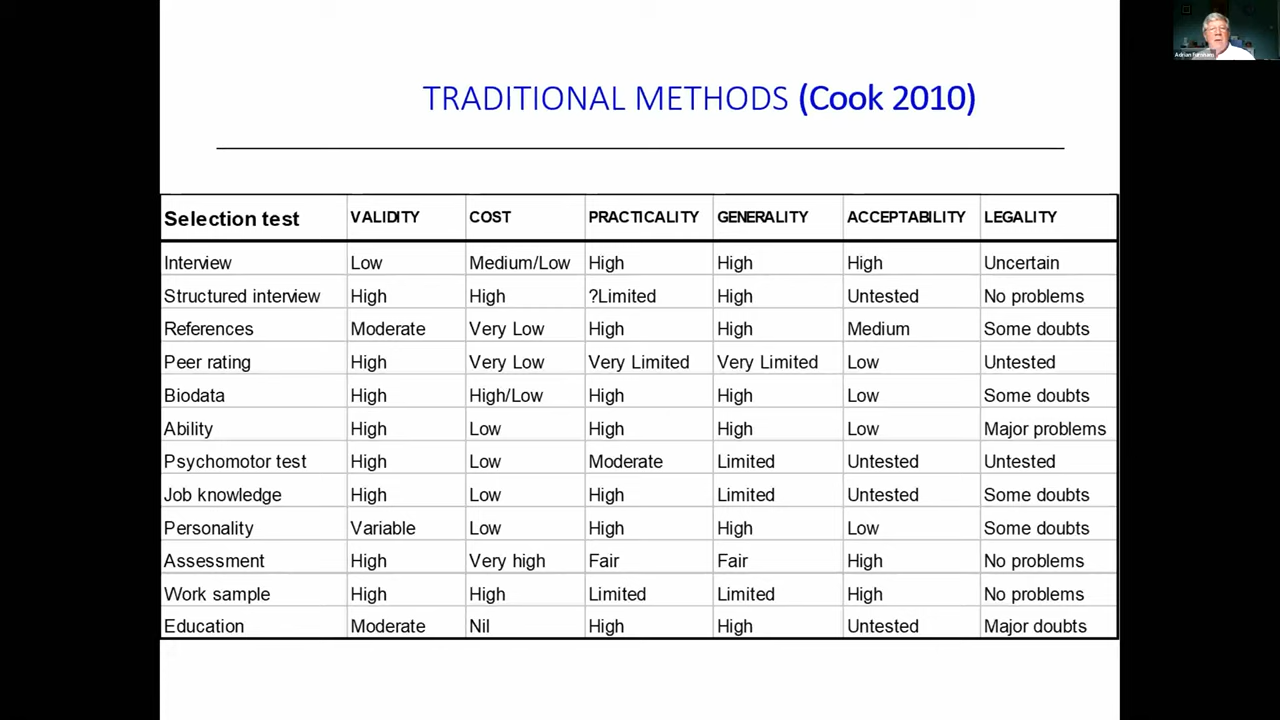 Adrian Furnham
TRADITIONAL METHODS (Cook 2010)
Selection test VALIDITY COST PRACTICALITY GENERALITY ACCEPTABILITY LEGALITY
Interview Low Medium/Low High High High Uncertain
Structured interview High High ?Limited High Untested No problems
References Moderate Very Low High High Medium Some doubts
Peer rating High Very Low Very Limited Very Limited Low Untested
Biodata High High/Low High High Low Some doubts
Ability High Low High High Low Major problems
Psychomotor test High Low Moderate Limited Untested Untested
Job knowledge High Low High Limited Untested Some doubts
Personality Variable Low High High Low Some doubts
Assessment High Very high Fair Fair High No problems
Work sample High High Limited Limited High No problems
Education Moderate Nil High High Untested Major doubts